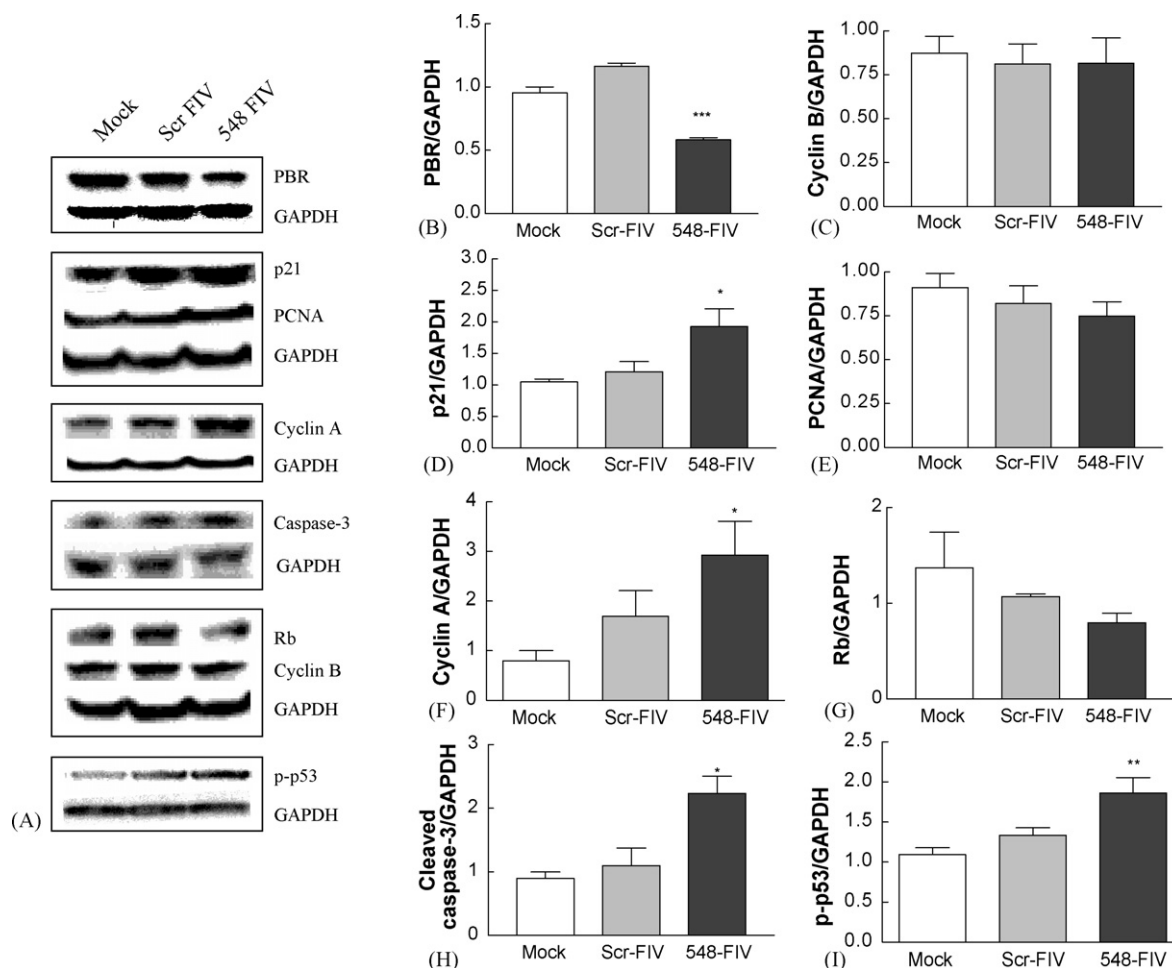 Mock Scr FIV 548 FIV
PBR
GAPDH
p21
PCNA
GAPDH
Cyclin A
GAPDH
Caspase-3
GAPDH
Rb
Cyclin B
GAPDH
p-p53
GAPDH
(A)
PBR/GAPDH
1.5
1.0
0.5
0.0
***
Mock Scr-FIV 548-FIV
(B)
Cyclin B/GAPDH
1.00
0.75
0.50
0.25
0.00
Mock Scr-FIV 548-FIV
(C)
p21/GAPDH
3.0
2.5
2.0
1.5
1.0
0.5
0.0
*
Mock Scr-FIV 548-FIV
(D)
PCNA/GAPDH
1.00
0.75
0.50
0.25
0.00
Mock Scr-FIV 548-FIV
(E)
Cyclin A/GAPDH
4
3
2
1
0
*
Mock Scr-FIV 548-FIV
(F)
Rb/GAPDH
2
1
0
Mock Scr-FIV 548-FIV
(G)
Cleaved
caspase-3/GAPDH
3
2
1
0
*
Mock Scr-FIV 548-FIV
(H)
p-p53/GAPDH
2.5
2.0
1.5
1.0
0.5
0.0
**
Mock Scr-FIV 548-FIV
(I)